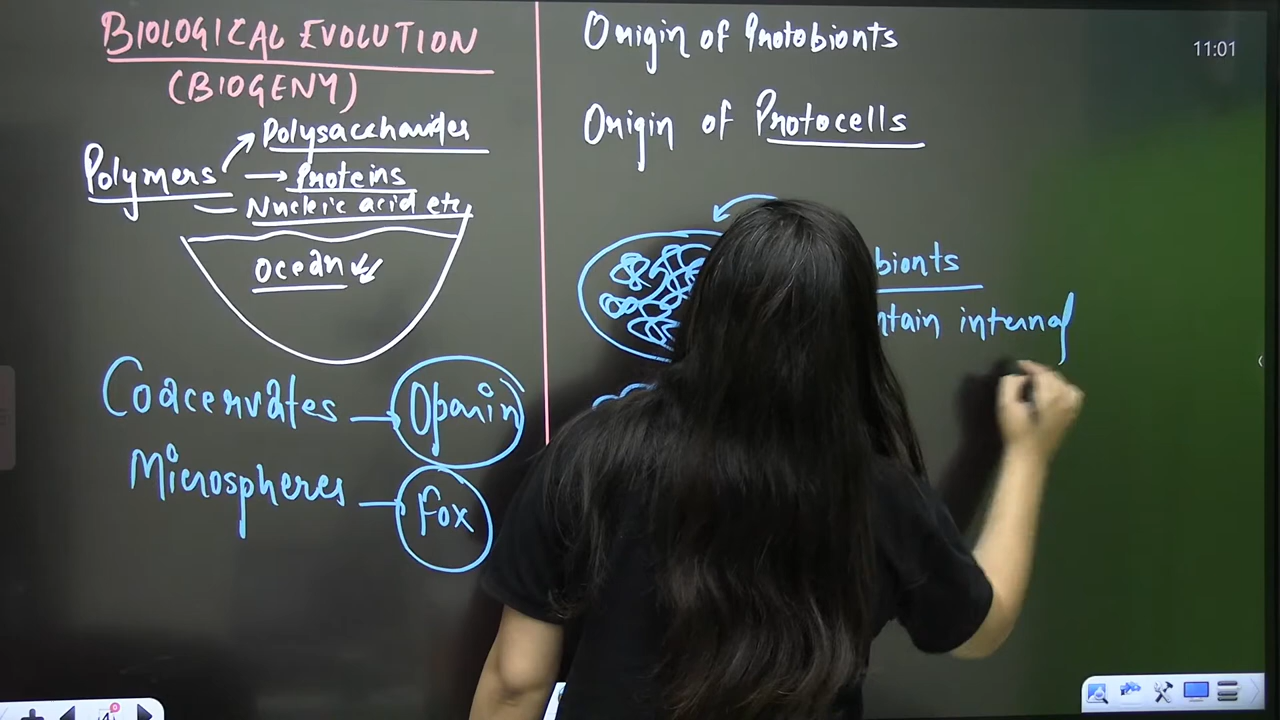 BIOLOGICAL EVOLUTION
(BIOGENY)
Polysaccharides
Polymers → Proteins
Nucleic acid etc.
Ocean
Coacervates — Oparin
Microspheres — Fox
Origin of Protobionts
Origin of Protocells
bionts
ntain internal
11:01